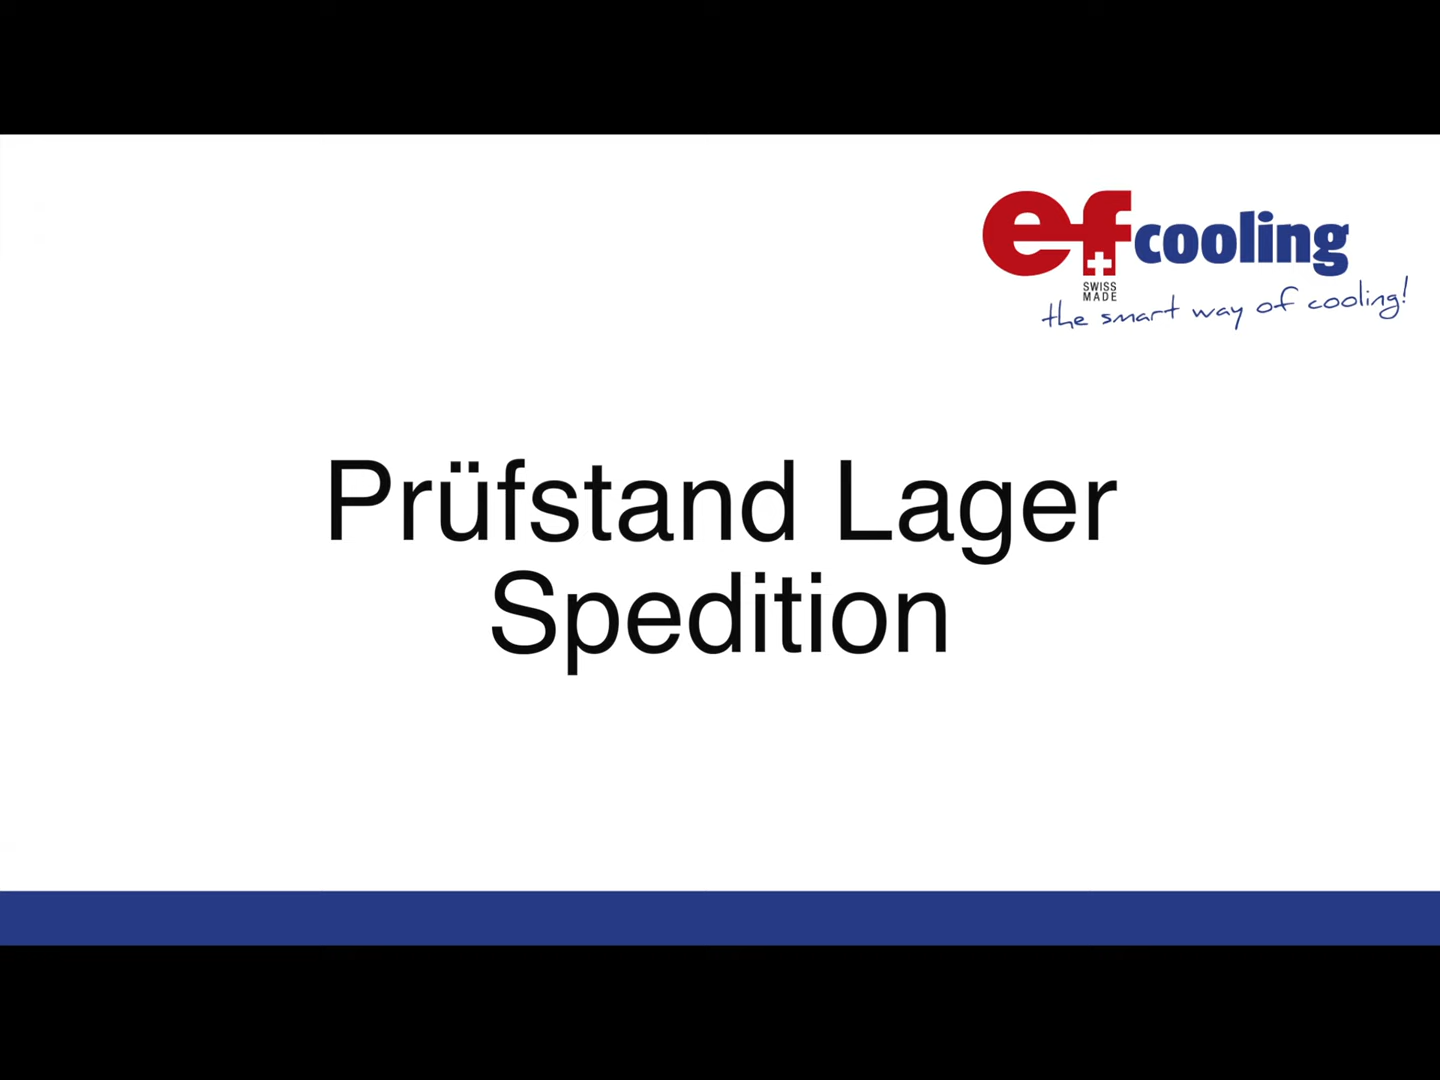 efcooling
SWISS
MADE
the smart way of cooling!
Prüfstand Lager
Spedition